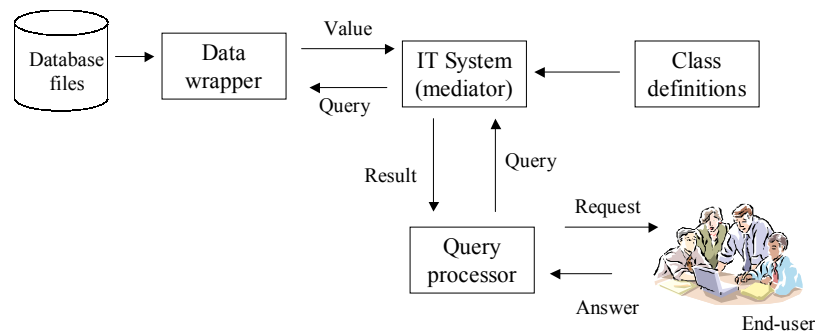 Database
files
Data
wrapper
Value
Query
IT System
(mediator)
Class
definitions
Result
Query
Query
processor
Request
Answer
End-user